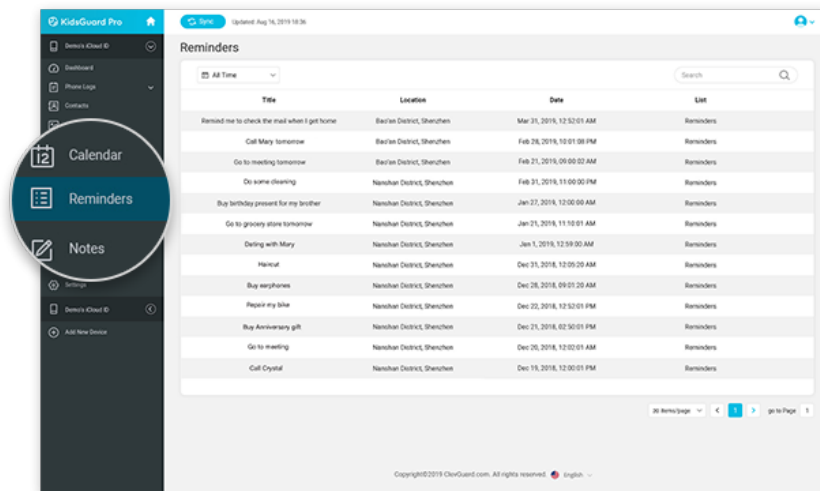 KidsGuard Pro
Sync Updated: Aug 16, 2019 18:36
Demo's iCloud ID
Dashboard
Phone Logs
Contacts
Calendar
Reminders
Notes
Settings
Demo's iCloud ID
Add New Device
Reminders
All Time Search
Title Location Date List
Remind me to check the mail when I get home Bao'an District, Shenzhen Mar 31, 2019, 12:52:01 AM Reminders
Call Mary tomorrow Bao'an District, Shenzhen Feb 28, 2019, 10:01:08 PM Reminders
Go to meeting tomorrow Bao'an District, Shenzhen Feb 21, 2019, 09:00:02 AM Reminders
Do some cleaning Nanshan District, Shenzhen Feb 31, 2019, 11:00:00 PM Reminders
Buy birthday present for my brother Nanshan District, Shenzhen Jan 27, 2019, 12:00:00 AM Reminders
Go to grocery store tomorrow Nanshan District, Shenzhen Jan 21, 2019, 11:10:01 AM Reminders
Dating with Mary Nanshan District, Shenzhen Jan 1, 2019, 12:59:00 AM Reminders
Haircut Nanshan District, Shenzhen Dec 31, 2018, 12:05:20 AM Reminders
Buy earphones Nanshan District, Shenzhen Dec 28, 2018, 09:01:20 AM Reminders
Repair my bike Nanshan District, Shenzhen Dec 22, 2018, 12:52:01 PM Reminders
Buy Anniversary gift Nanshan District, Shenzhen Dec 21, 2018, 02:50:01 PM Reminders
Go to meeting Nanshan District, Shenzhen Dec 20, 2018, 12:02:01 AM Reminders
Call Crystal Nanshan District, Shenzhen Dec 19, 2018, 12:00:01 PM Reminders
30 items/page < 1 > go to Page 1
Copyright©2019 ClevGuard.com. All rights reserved. English